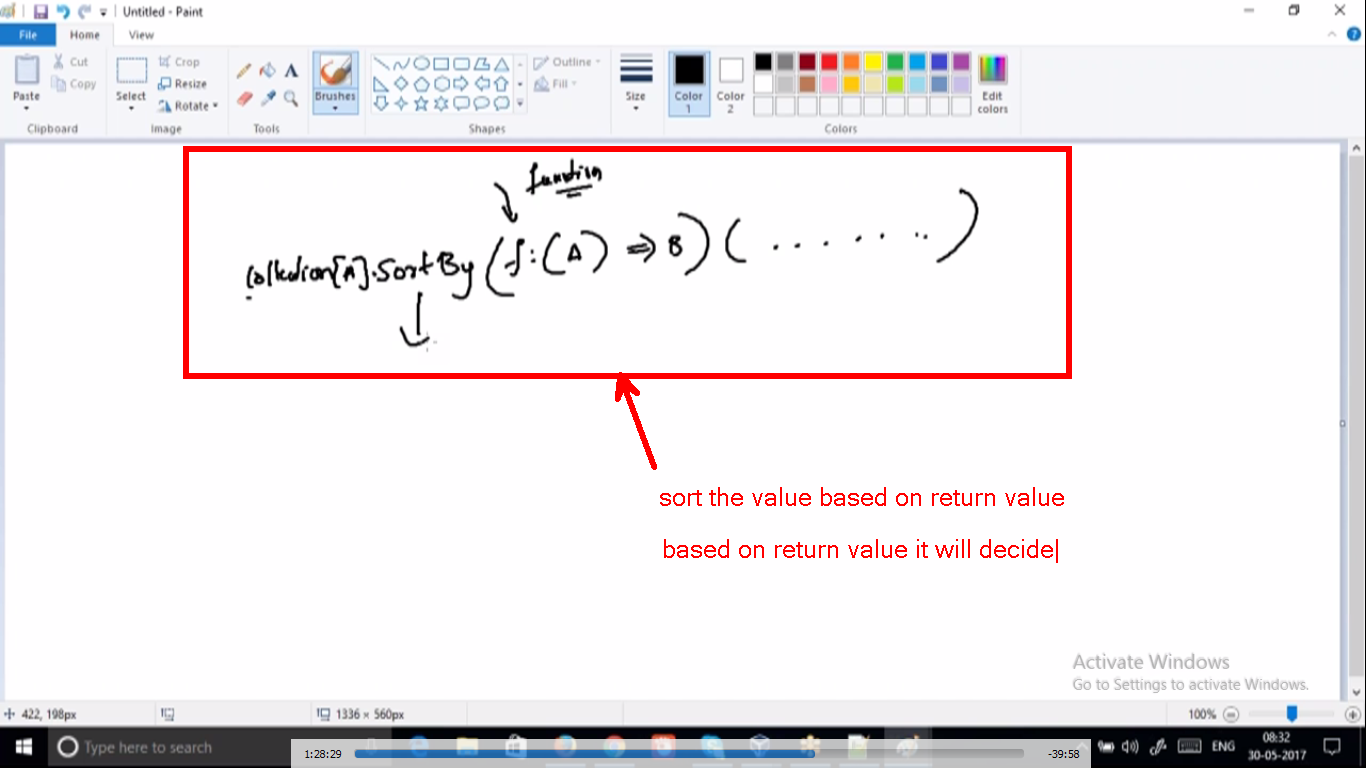 Untitled - Paint
File Home View
Cut
Copy
Paste
Clipboard
Select
Crop
Resize
Rotate
Image
Tools
Brushes
Outline
Fill
Shapes
Size
Color 1
Color 2
Edit colors
Colors
function
Collection[A].SortBy (f: (A) => B) ( ....... )
sort the value based on return value
based on return value it will decide
Activate Windows
Go to Settings to activate Windows.
422, 198px
1336 × 560px
100%
Type here to search
1:28:29
-39:58
ENG
08:32
30-05-2017